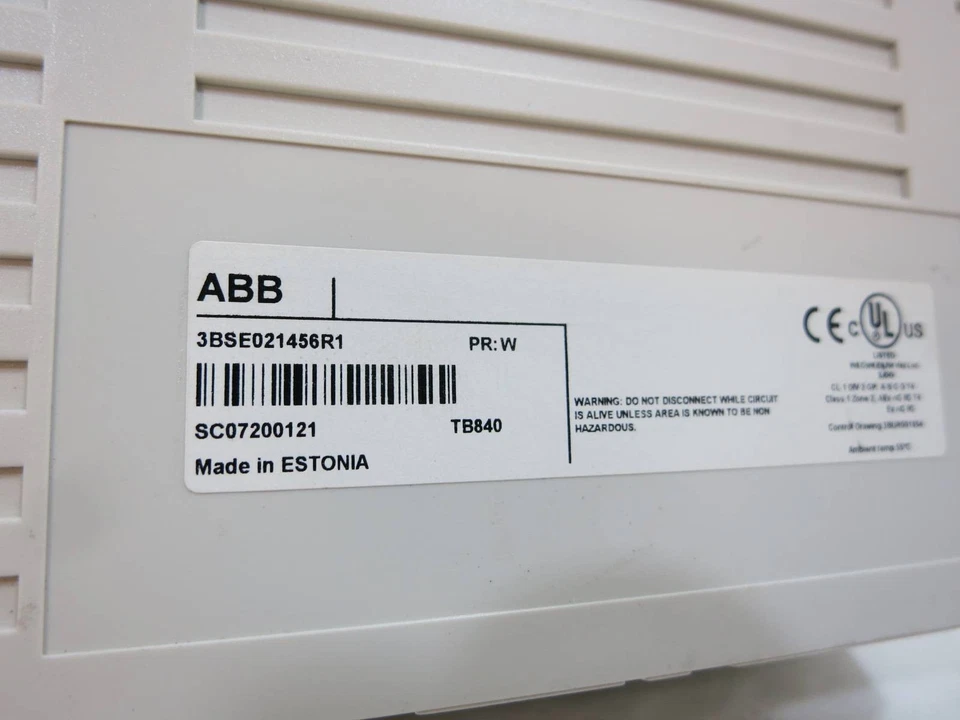 ABB
3BSE021456R1
PR: W
SC07200121
TB840
Made in ESTONIA
WARNING: DO NOT DISCONNECT WHILE CIRCUIT
IS ALIVE UNLESS AREA IS KNOWN TO BE NON
HAZARDOUS.
CE c UL US
LISTED